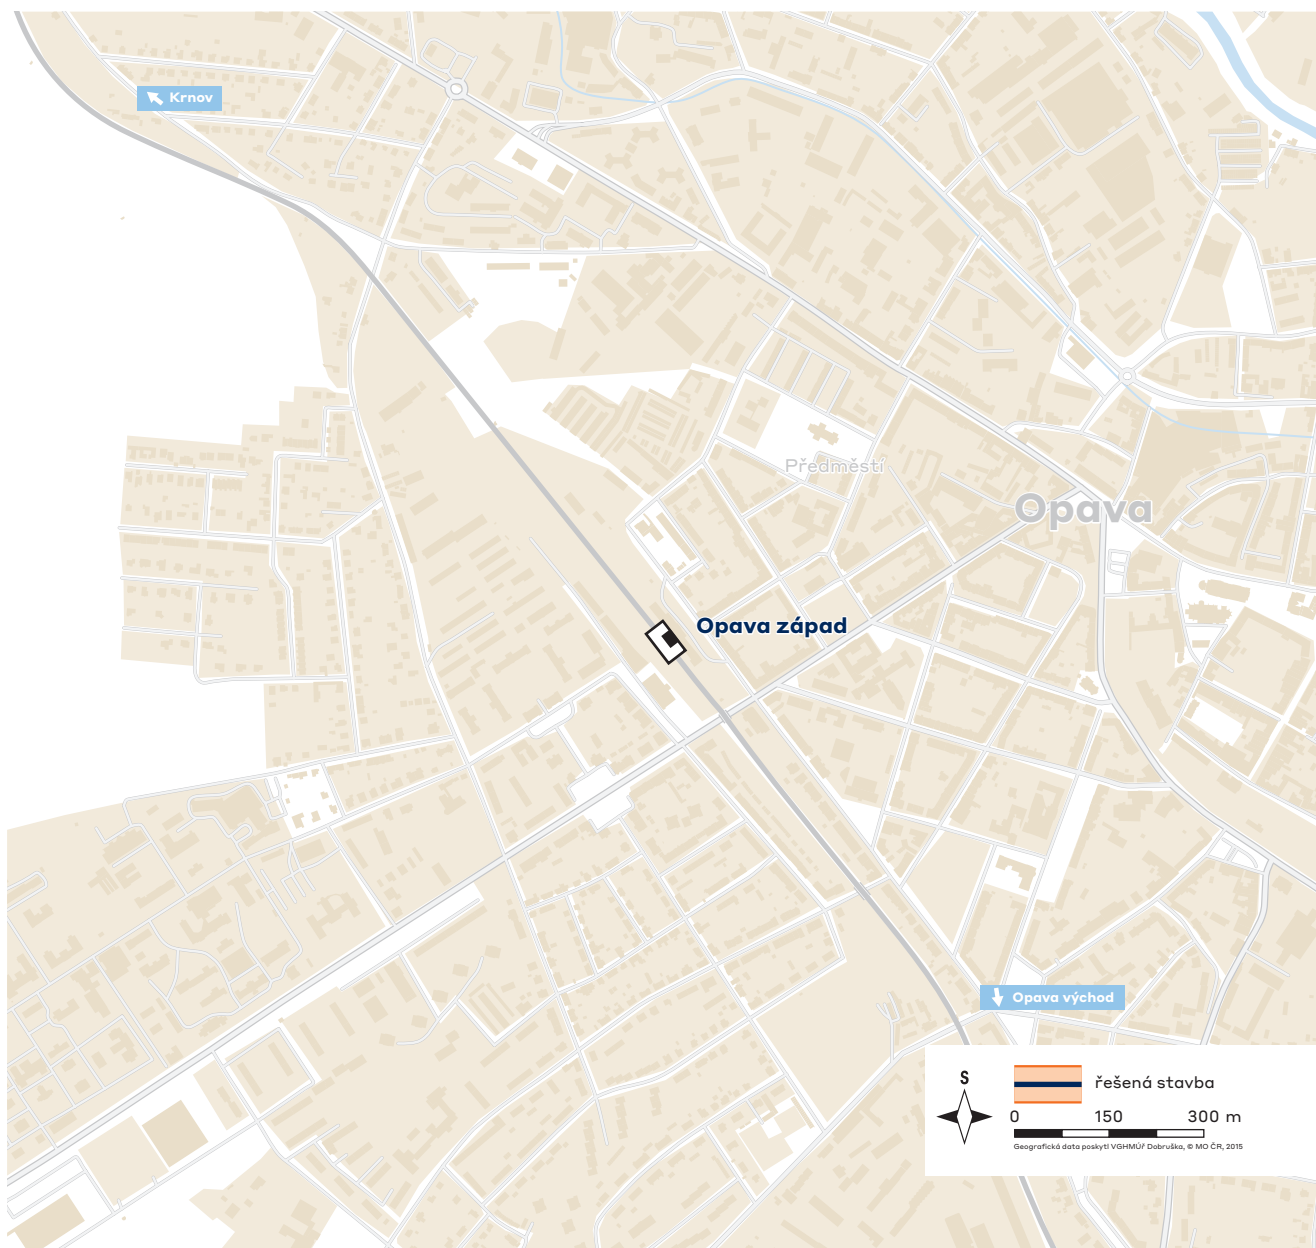 Krnov
Předměstí
Opava
Opava západ
Opava východ
S
řešená stavba
0 150 300 m
Geografická data poskytl VGHMÚř Dobruška, © MO ČR, 2015